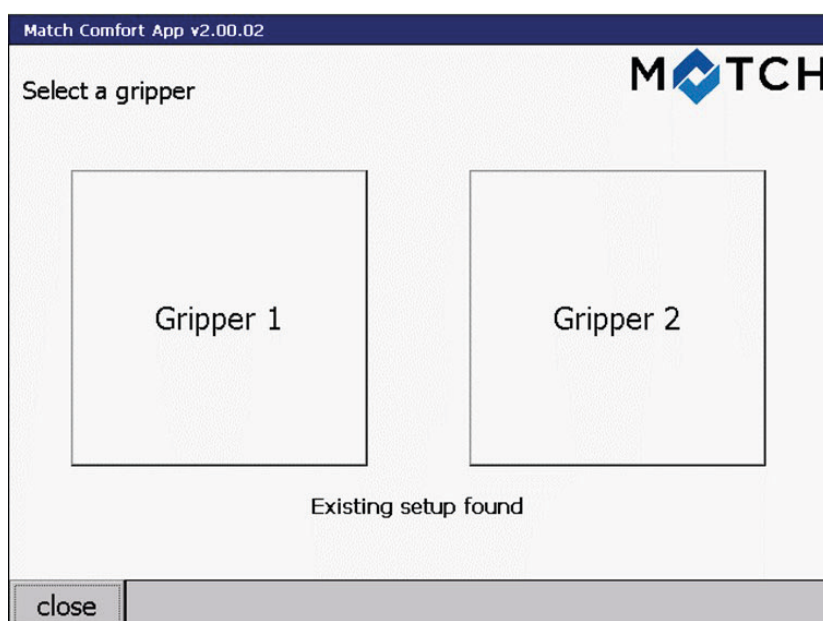 Match Comfort App v2.00.02
MATCH
Select a gripper
Gripper 1
Gripper 2
Existing setup found
close